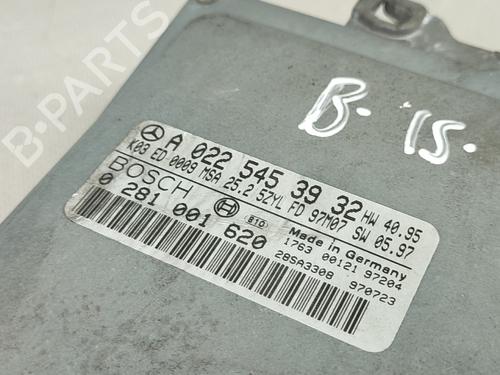 B-PARTS
B-15.
A 022 545 39 32 HW 40.95
K03 ED 0009 MSA 25.2 5ZYL FD 97M07 SW 05.97
BOSCH
0 281 001 620
E10
Made in Germany
1763 00121 97204
28SA3308
970723